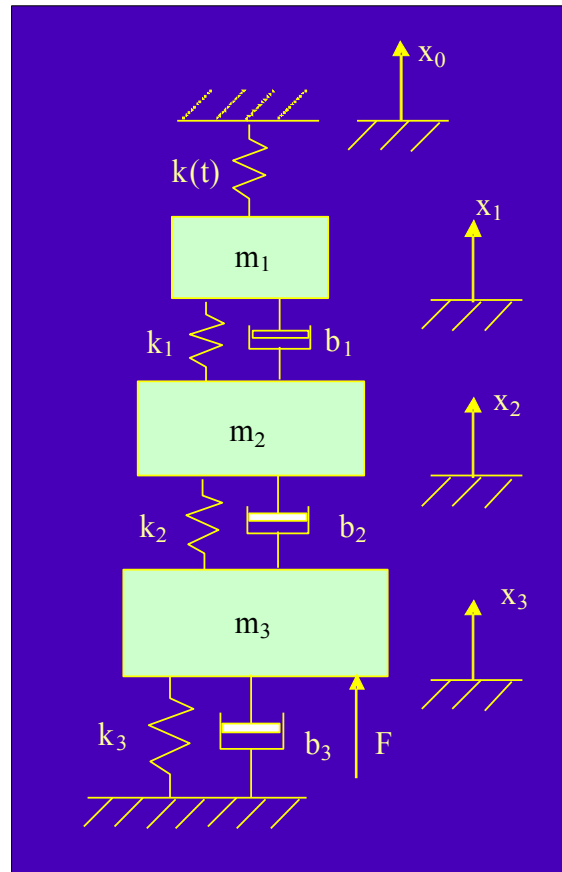 x₀
k(t)
x₁
m₁
k₁
b₁
x₂
m₂
k₂
b₂
x₃
m₃
k₃
b₃
F